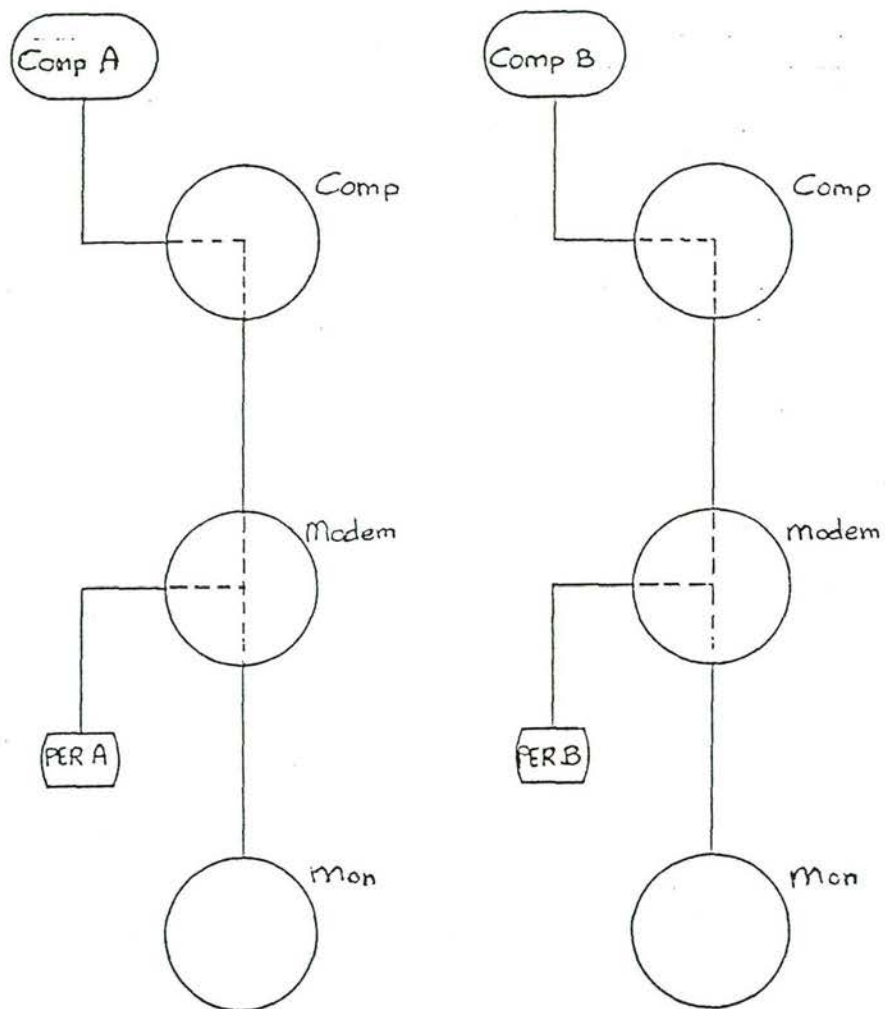 Comp A
Comp B
Comp
Comp
Modem
modem
PER A
PER B
mon
mon